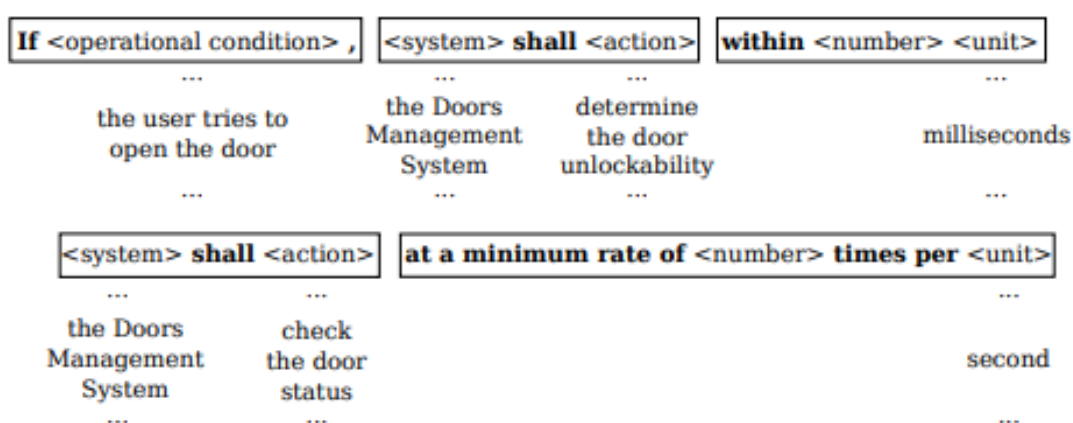 If <operational condition> , <system> shall <action> within <number> <unit>
... ... ... ...
the user tries to open the door
the Doors Management System
determine the door unlockability
milliseconds
... ... ... ...
<system> shall <action> at a minimum rate of <number> times per <unit>
... ... ...
the Doors Management System
check the door status
second
... ... ...